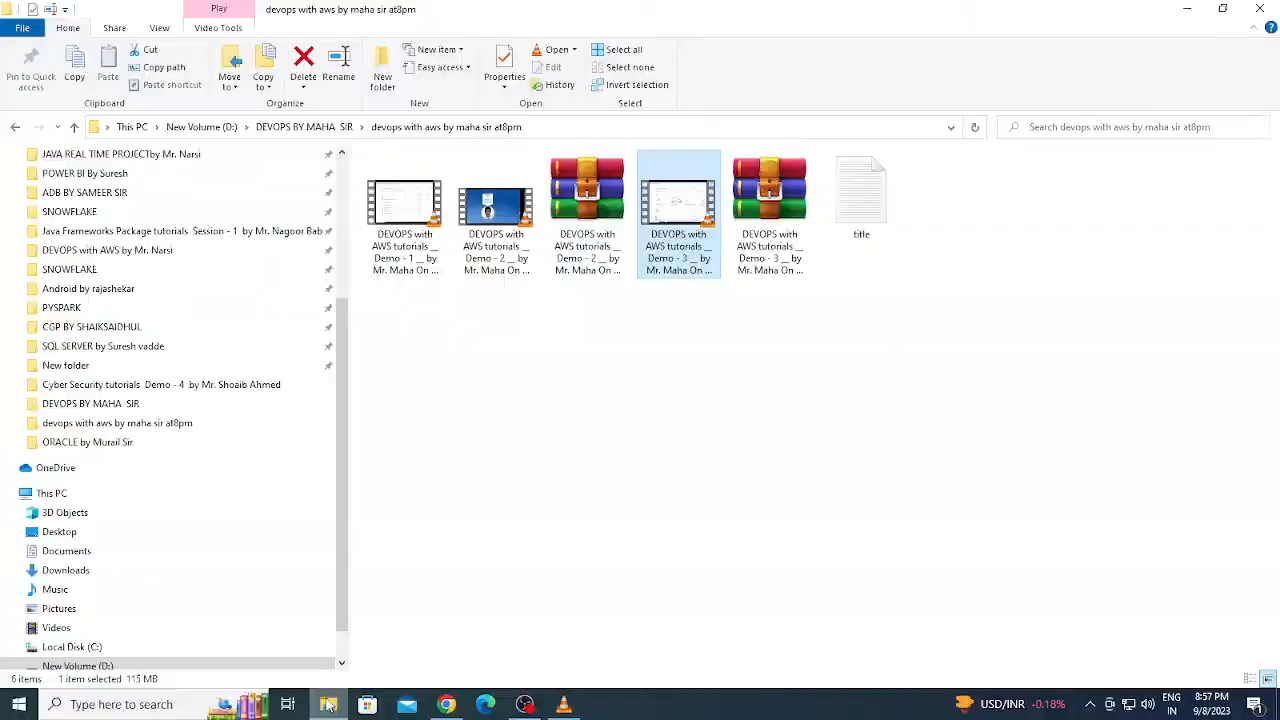 Play
devops with aws by maha sir at8pm
File
Home
Share
View
Video Tools
Pin to Quick access
Copy
Paste
Cut
Copy path
Paste shortcut
Clipboard
Move to
Copy to
Delete
Rename
Organize
New folder
New item
Easy access
New
Properties
Open
Edit
History
Open
Select all
Select none
Invert selection
Select
This PC › New Volume (D:) › DEVOPS BY MAHA SIR › devops with aws by maha sir at8pm
Search devops with aws by maha sir at8pm
JAVA REAL TIME PROJECTby Mr. Narsi
POWER BI by Suresh
ADB BY SAMEER SIR
SNOWFLAKE
Java Frameworks Package tutorials Session - 1 by Mr. Nagoor Bab
DEVOPS with AWS by Mr. Narsi
SNOWFLAKE
Android by rajashekar
PYSPARK
CGP BY SHAIKSAIDHUL
SQL SERVER by Suresh vadde
New folder
Cyber Security tutorials Demo - 4 by Mr. Shoaib Ahmed
DEVOPS BY MAHA SIR
devops with aws by maha sir at8pm
ORACLE by Murail Sir
OneDrive
This PC
3D Objects
Desktop
Documents
Downloads
Music
Pictures
Videos
Local Disk (C:)
New Volume (D:)
DEVOPS with
AWS tutorials __
Demo - 1 __ by
Mr. Maha On ...
DEVOPS with
AWS tutorials __
Demo - 2 __ by
Mr. Maha On ...
DEVOPS with
AWS tutorials __
Demo - 2 __ by
Mr. Maha On ...
DEVOPS with
AWS tutorials __
Demo - 3 __ by
Mr. Maha On ...
DEVOPS with
AWS tutorials __
Demo - 3 __ by
Mr. Maha On ...
title
6 items 1 item selected 115 MB
Type here to search
USD/INR -0.18%
ENG
IN
8:57 PM
9/8/2023